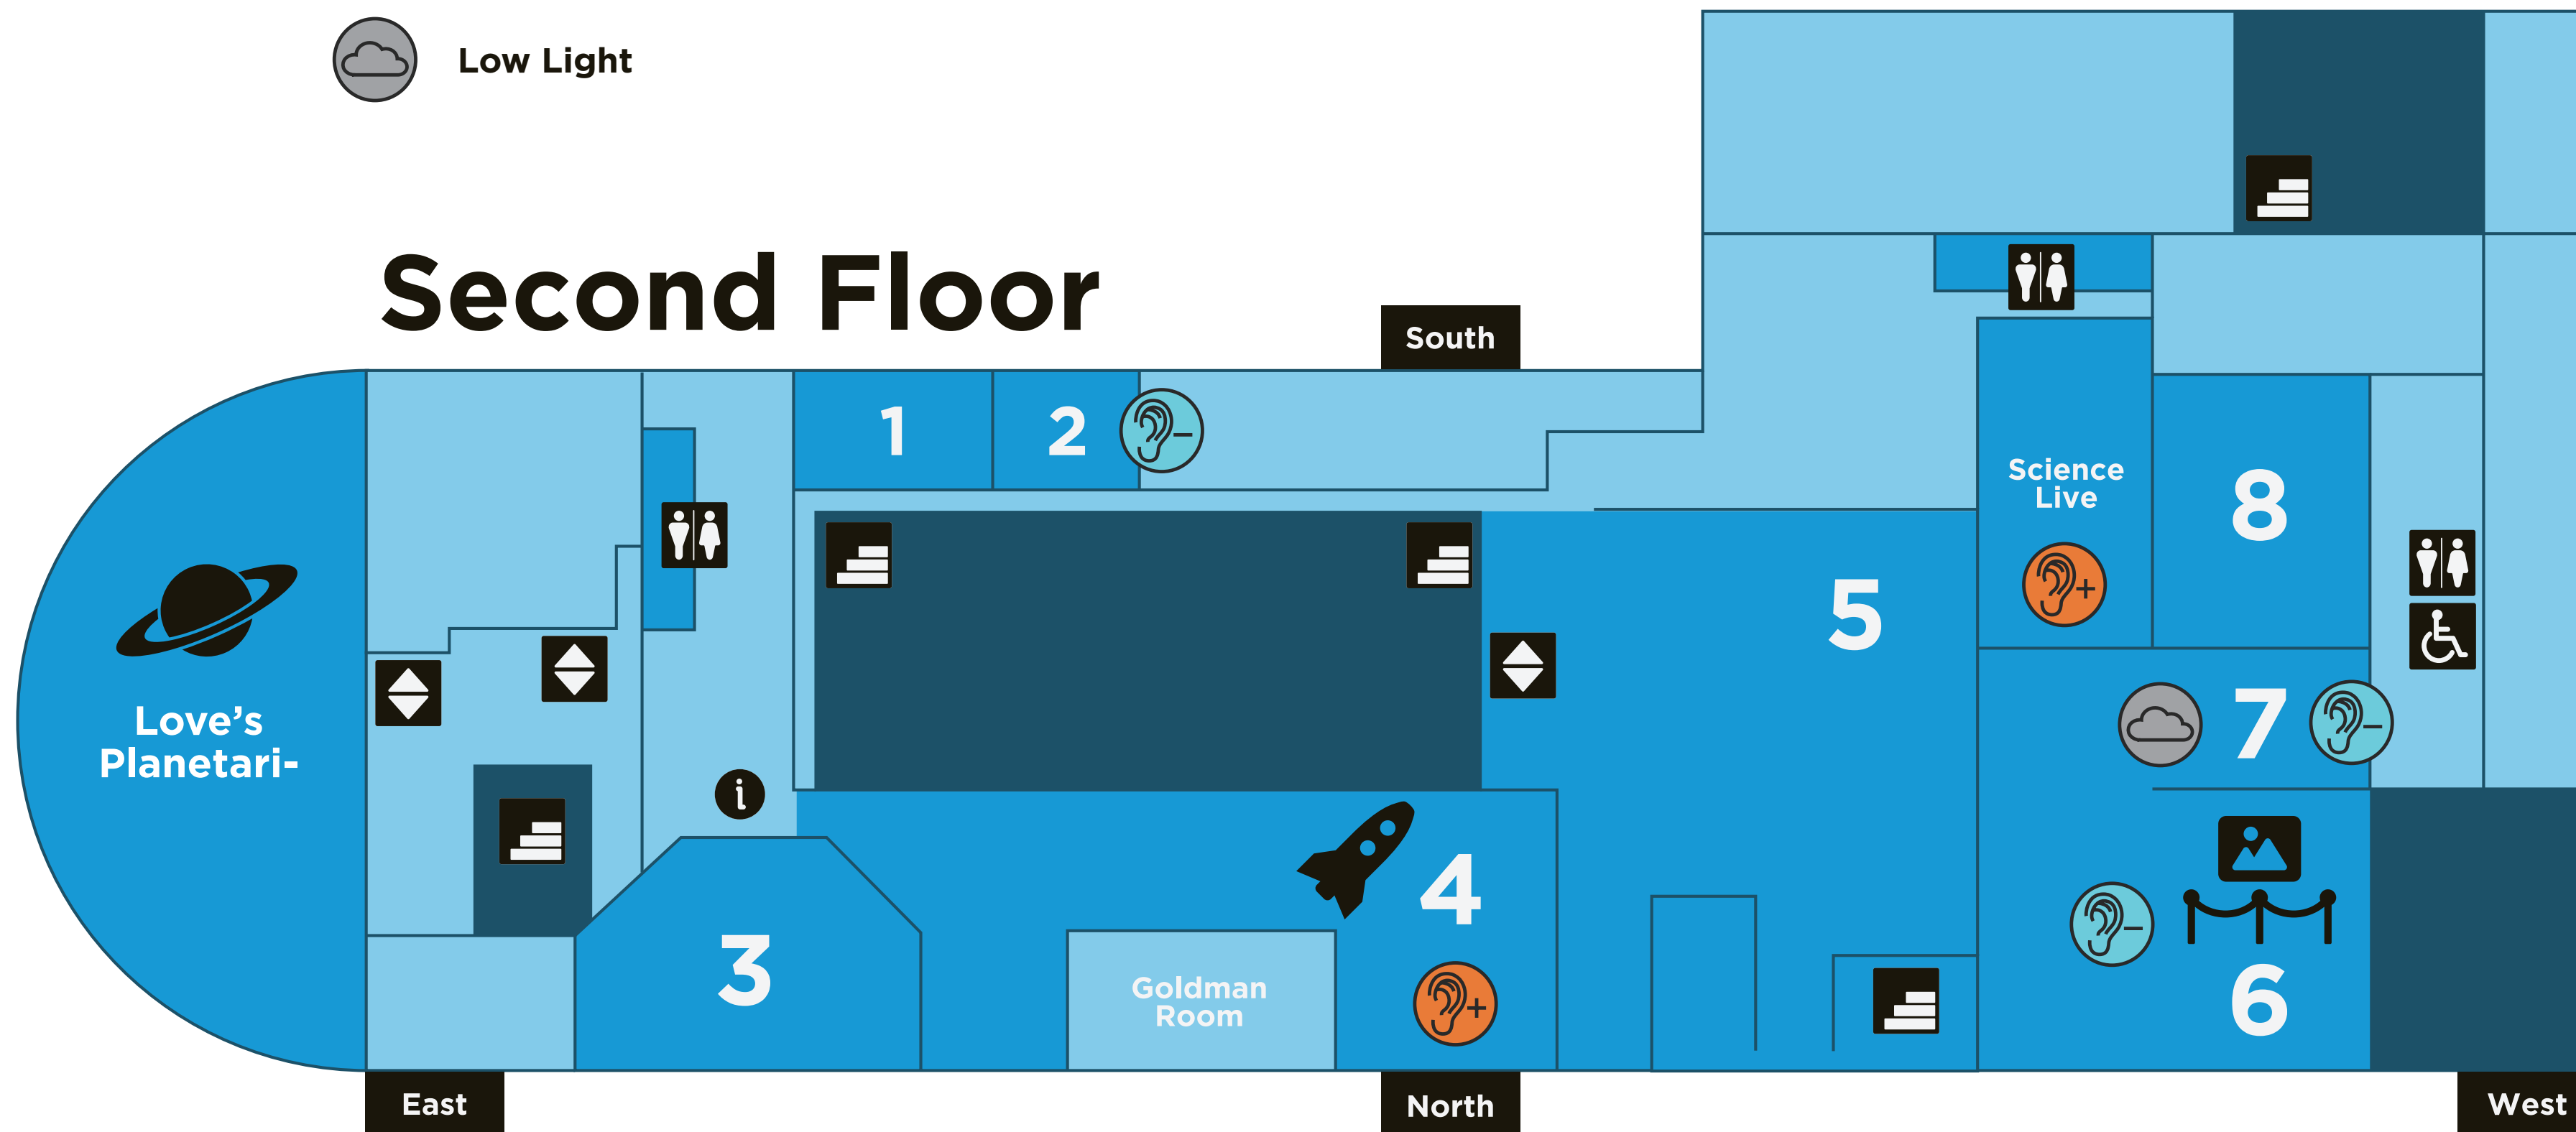 Low Light
Second Floor
South
1
2
Science
Live
8
5
Love's
Planetari-
7
i
4
3
Goldman
Room
6
East
North
West